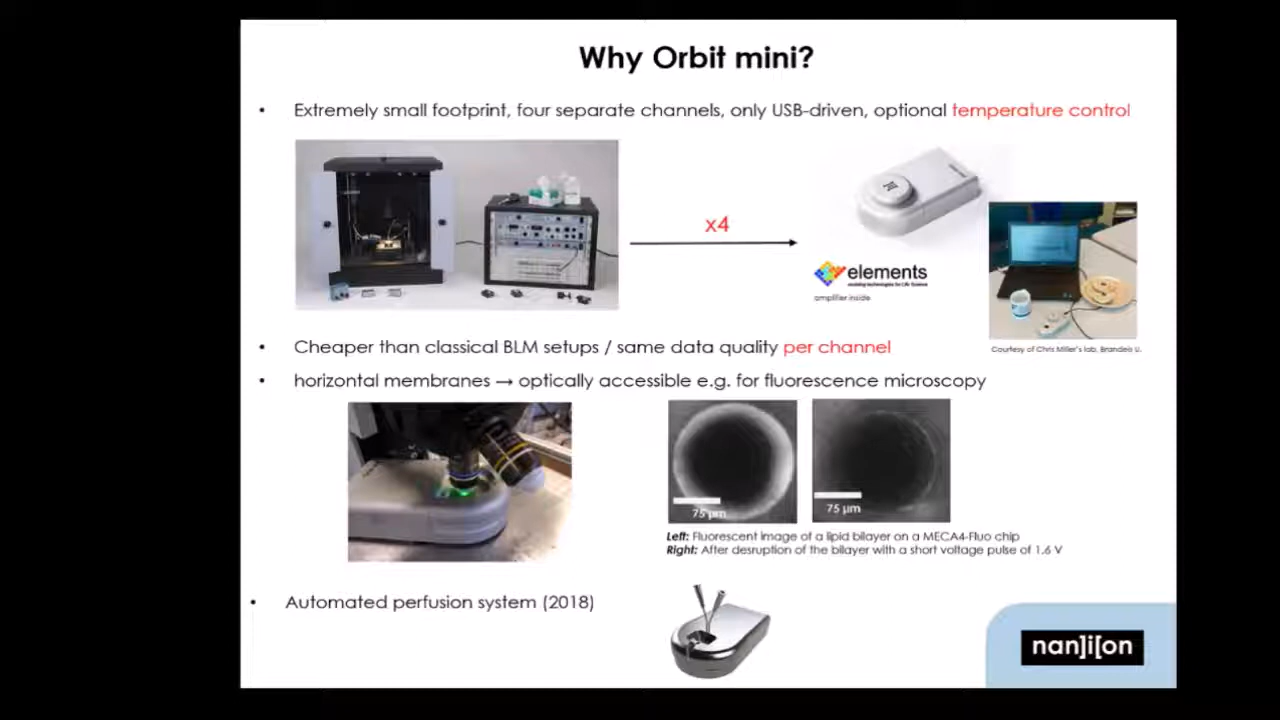 Why Orbit mini?
• Extremely small footprint, four separate channels, only USB-driven, optional temperature control
x4
elements
enabling technologies for Life Science
amplifier inside
Courtesy of Chris Miller's lab, Brandeis U.
• Cheaper than classical BLM setups / same data quality per channel
• horizontal membranes → optically accessible e.g. for fluorescence microscopy
75 µm
75 µm
Left: Fluorescent image of a lipid bilayer on a MECA4-Fluo chip
Right: After desruption of the bilayer with a short voltage pulse of 1.6 V
• Automated perfusion system (2018)
nan]i[on